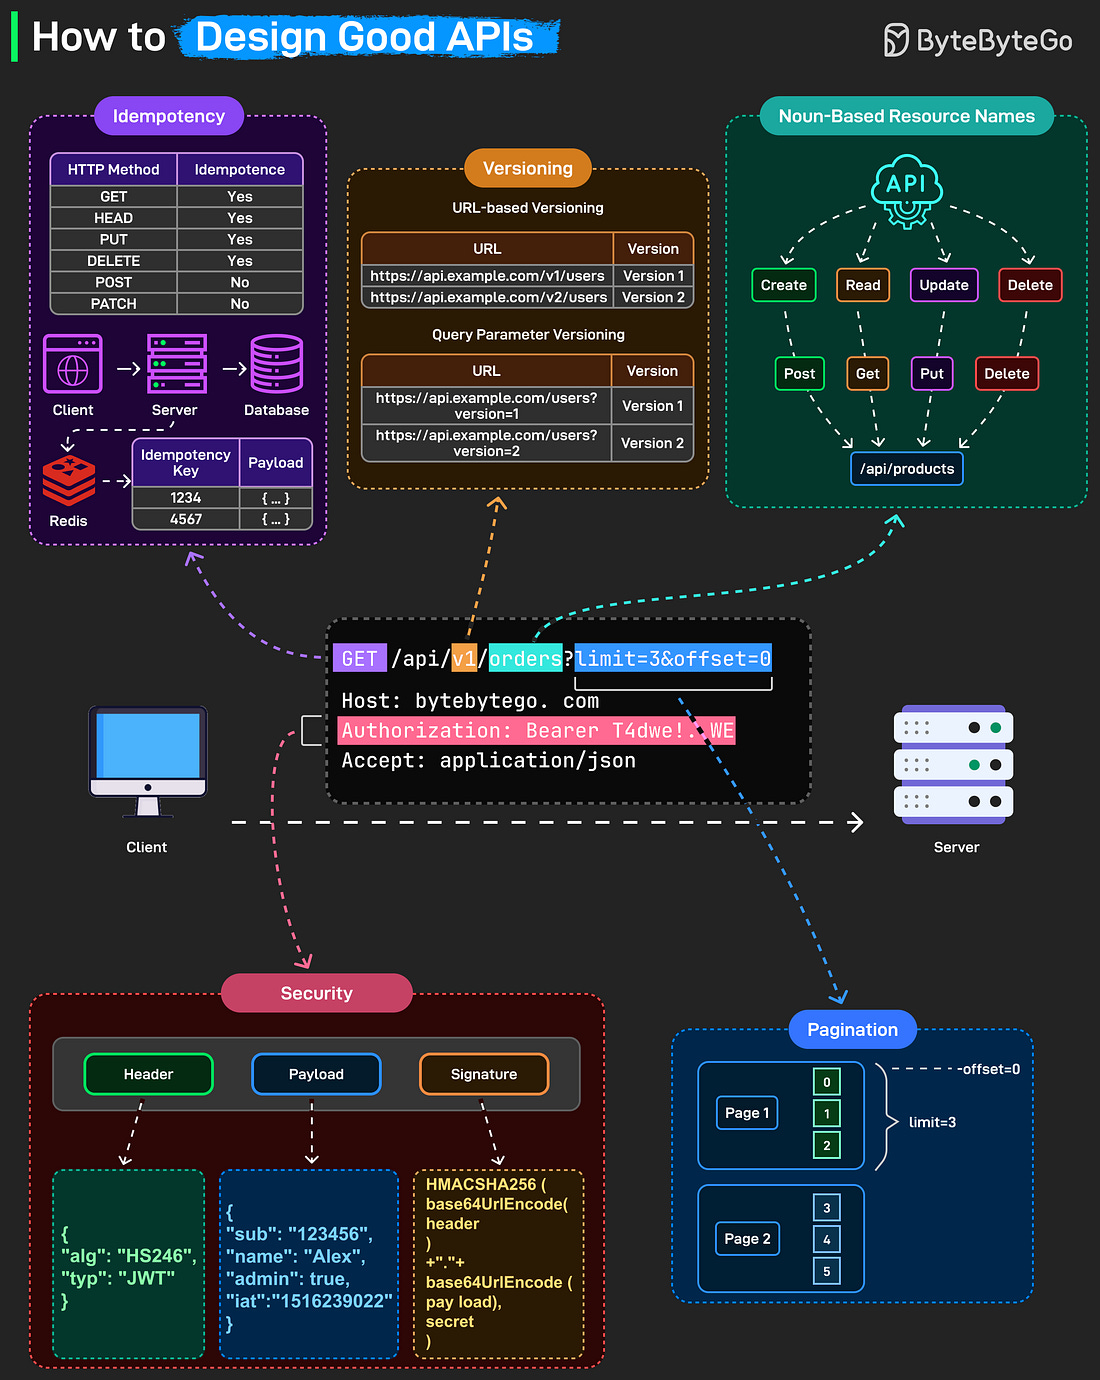 How to Design Good APIs
ByteByteGo
Idempotency
HTTP Method Idempotence
GET Yes
HEAD Yes
PUT Yes
DELETE Yes
POST No
PATCH No
Client
Server
Database
Redis
Idempotency
Key
Payload
1234 { ... }
4567 { ... }
Versioning
URL-based Versioning
URL Version
https://api.example.com/v1/users Version 1
https://api.example.com/v2/users Version 2
Query Parameter Versioning
URL Version
https://api.example.com/users?
version=1
Version 1
https://api.example.com/users?
version=2
Version 2
Noun-Based Resource Names
API
Create Read Update Delete
Post Get Put Delete
/api/products
GET /api/v1/orders?limit=3&offset=0
Host: bytebytego. com
Authorization: Bearer T4dwe!. WE
Accept: application/json
Client
Server
Security
Header Payload Signature
{
"alg": "HS246",
"typ": "JWT"
}
{
"sub": "123456",
"name": "Alex",
"admin": true,
"iat":"1516239022"
}
HMACSHA256 (
base64UrlEncode(
header
)
+"."+
base64UrlEncode (
pay load),
secret
)
Pagination
Page 1
0
1
2
offset=0
limit=3
Page 2
3
4
5